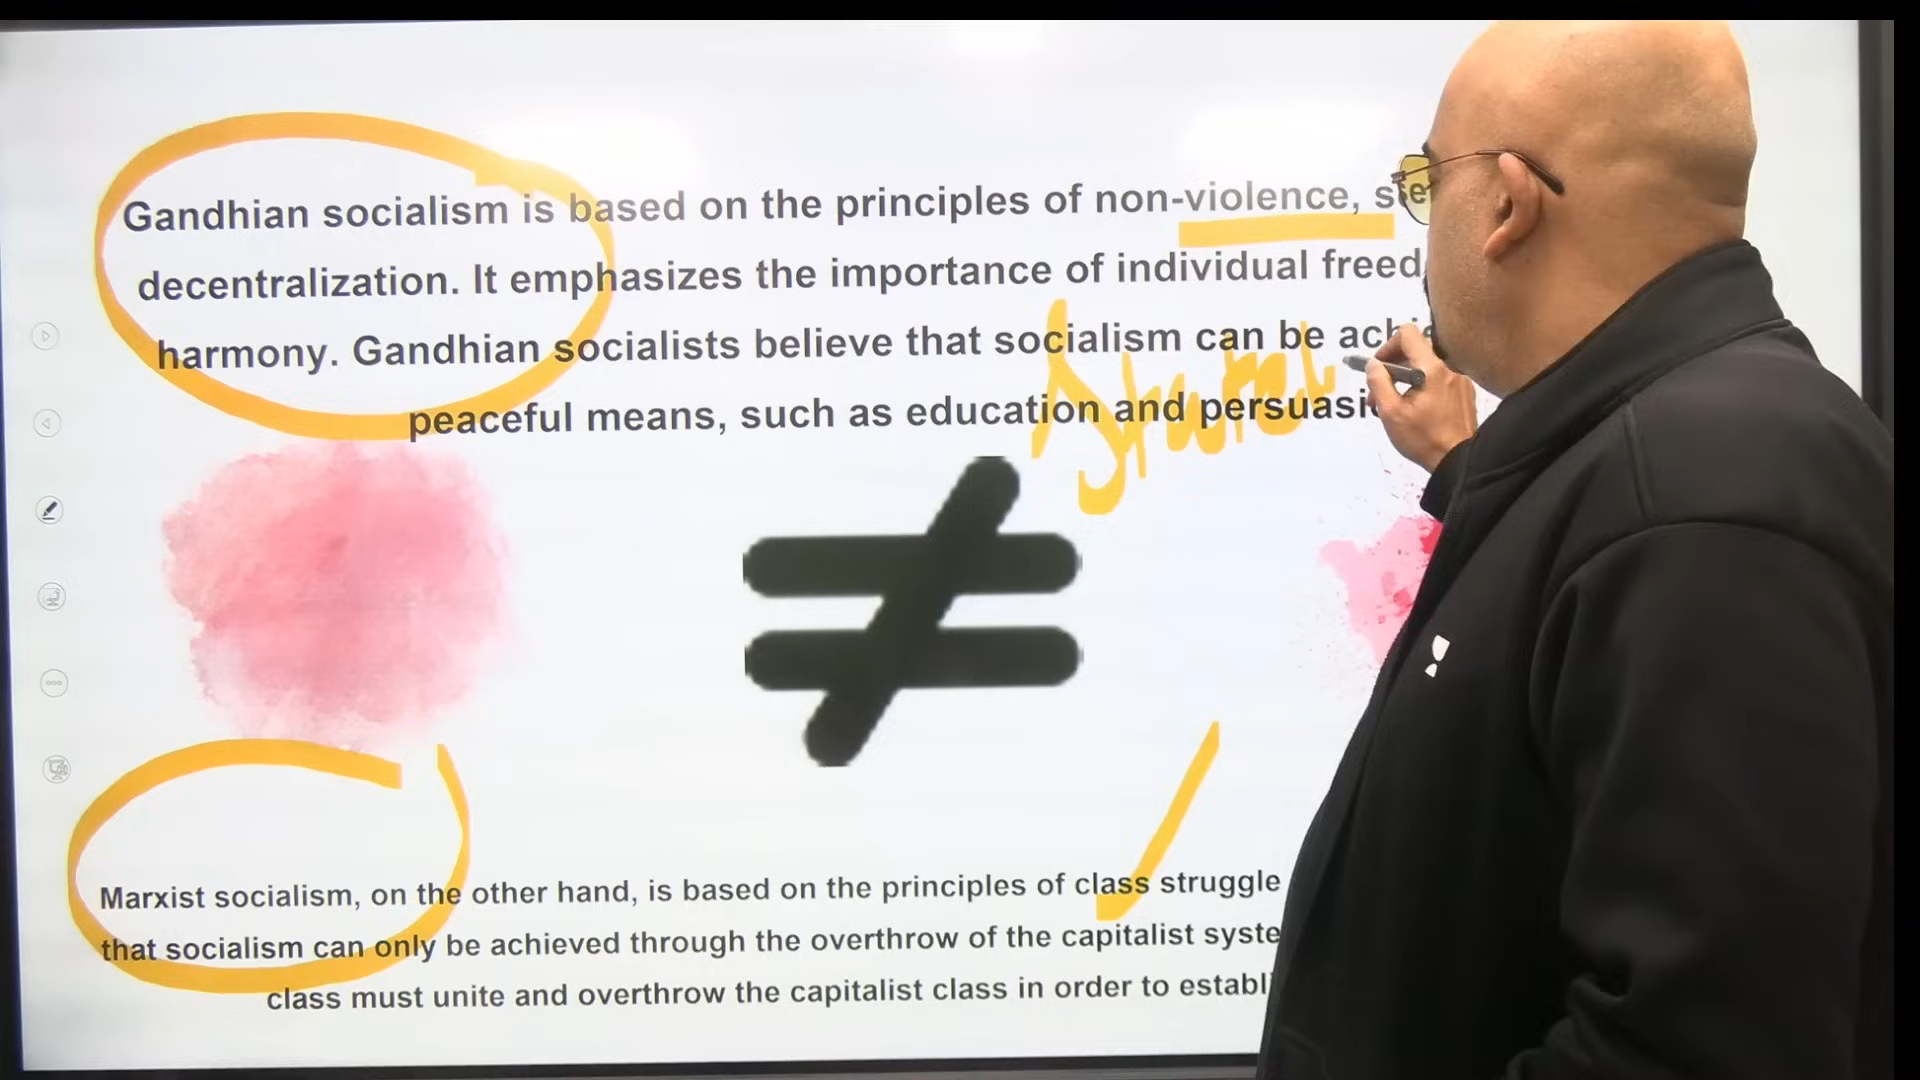 Gandhian socialism is based on the principles of non-violence,
decentralization. It emphasizes the importance of individual freed
harmony. Gandhian socialists believe that socialism can be achi
peaceful means, such as education and persuasi
Marxist socialism, on the other hand, is based on the principles of class struggle
that socialism can only be achieved through the overthrow of the capitalist syste
class must unite and overthrow the capitalist class in order to establi